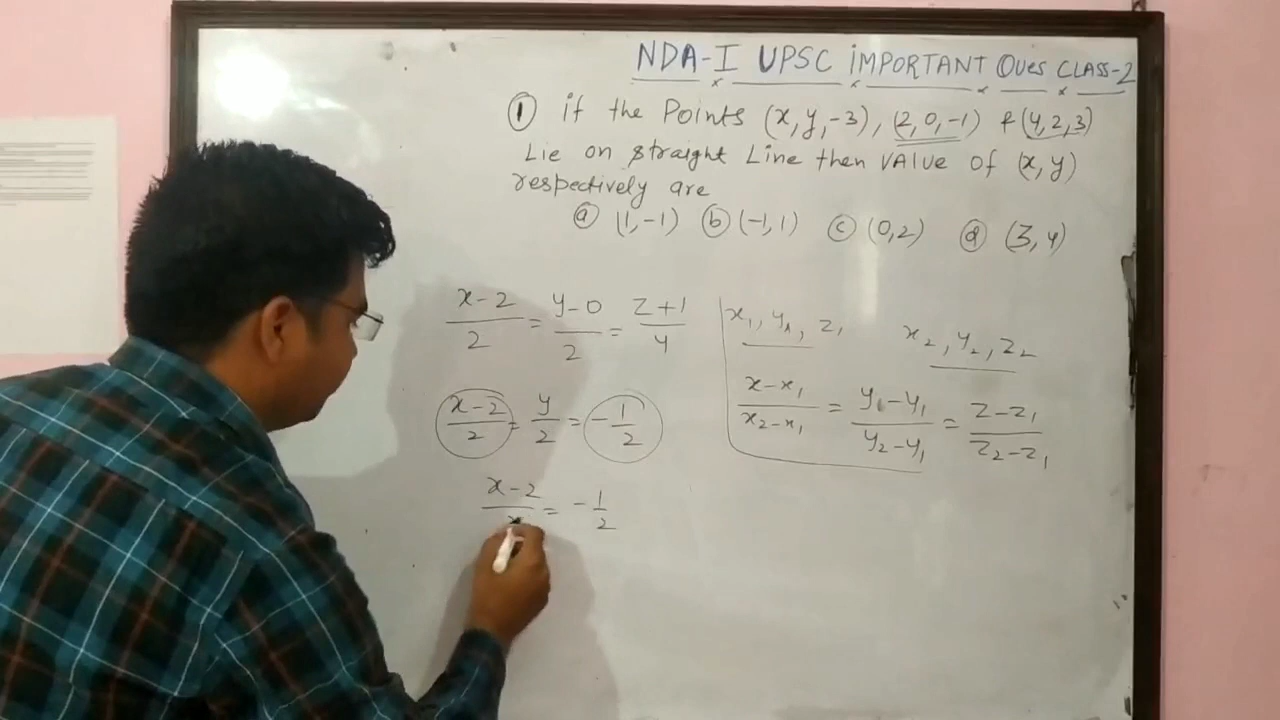 NDA-I UPSC iMPORTANT Ques CLASS-2
① if the Points (x, y, -3), (2, 0, -1) & (4, 2, 3)
Lie on straight Line then VAlue of (x, y)
respectively are
ⓐ (1, -1) ⓑ (-1, 1) ⓒ (0, 2) ⓓ (3, 4)
x-2/2 = y-0/2 = z+1/4
x-2/2 = y/2 = -1/2
x-2/ = -1/2
x₁, y₁, z₁ x₂, y₂, z₂
x-x₁/x₂-x₁ = y-y₁/y₂-y₁ = z-z₁/z₂-z₁